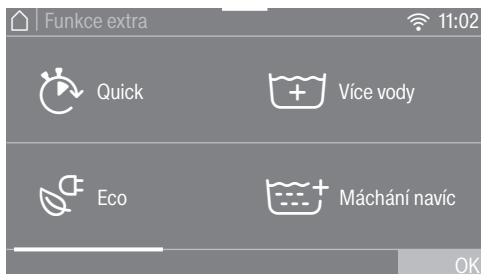 Funkce extra 11:02
Quick Více vody
Eco Máchání navíc
OK